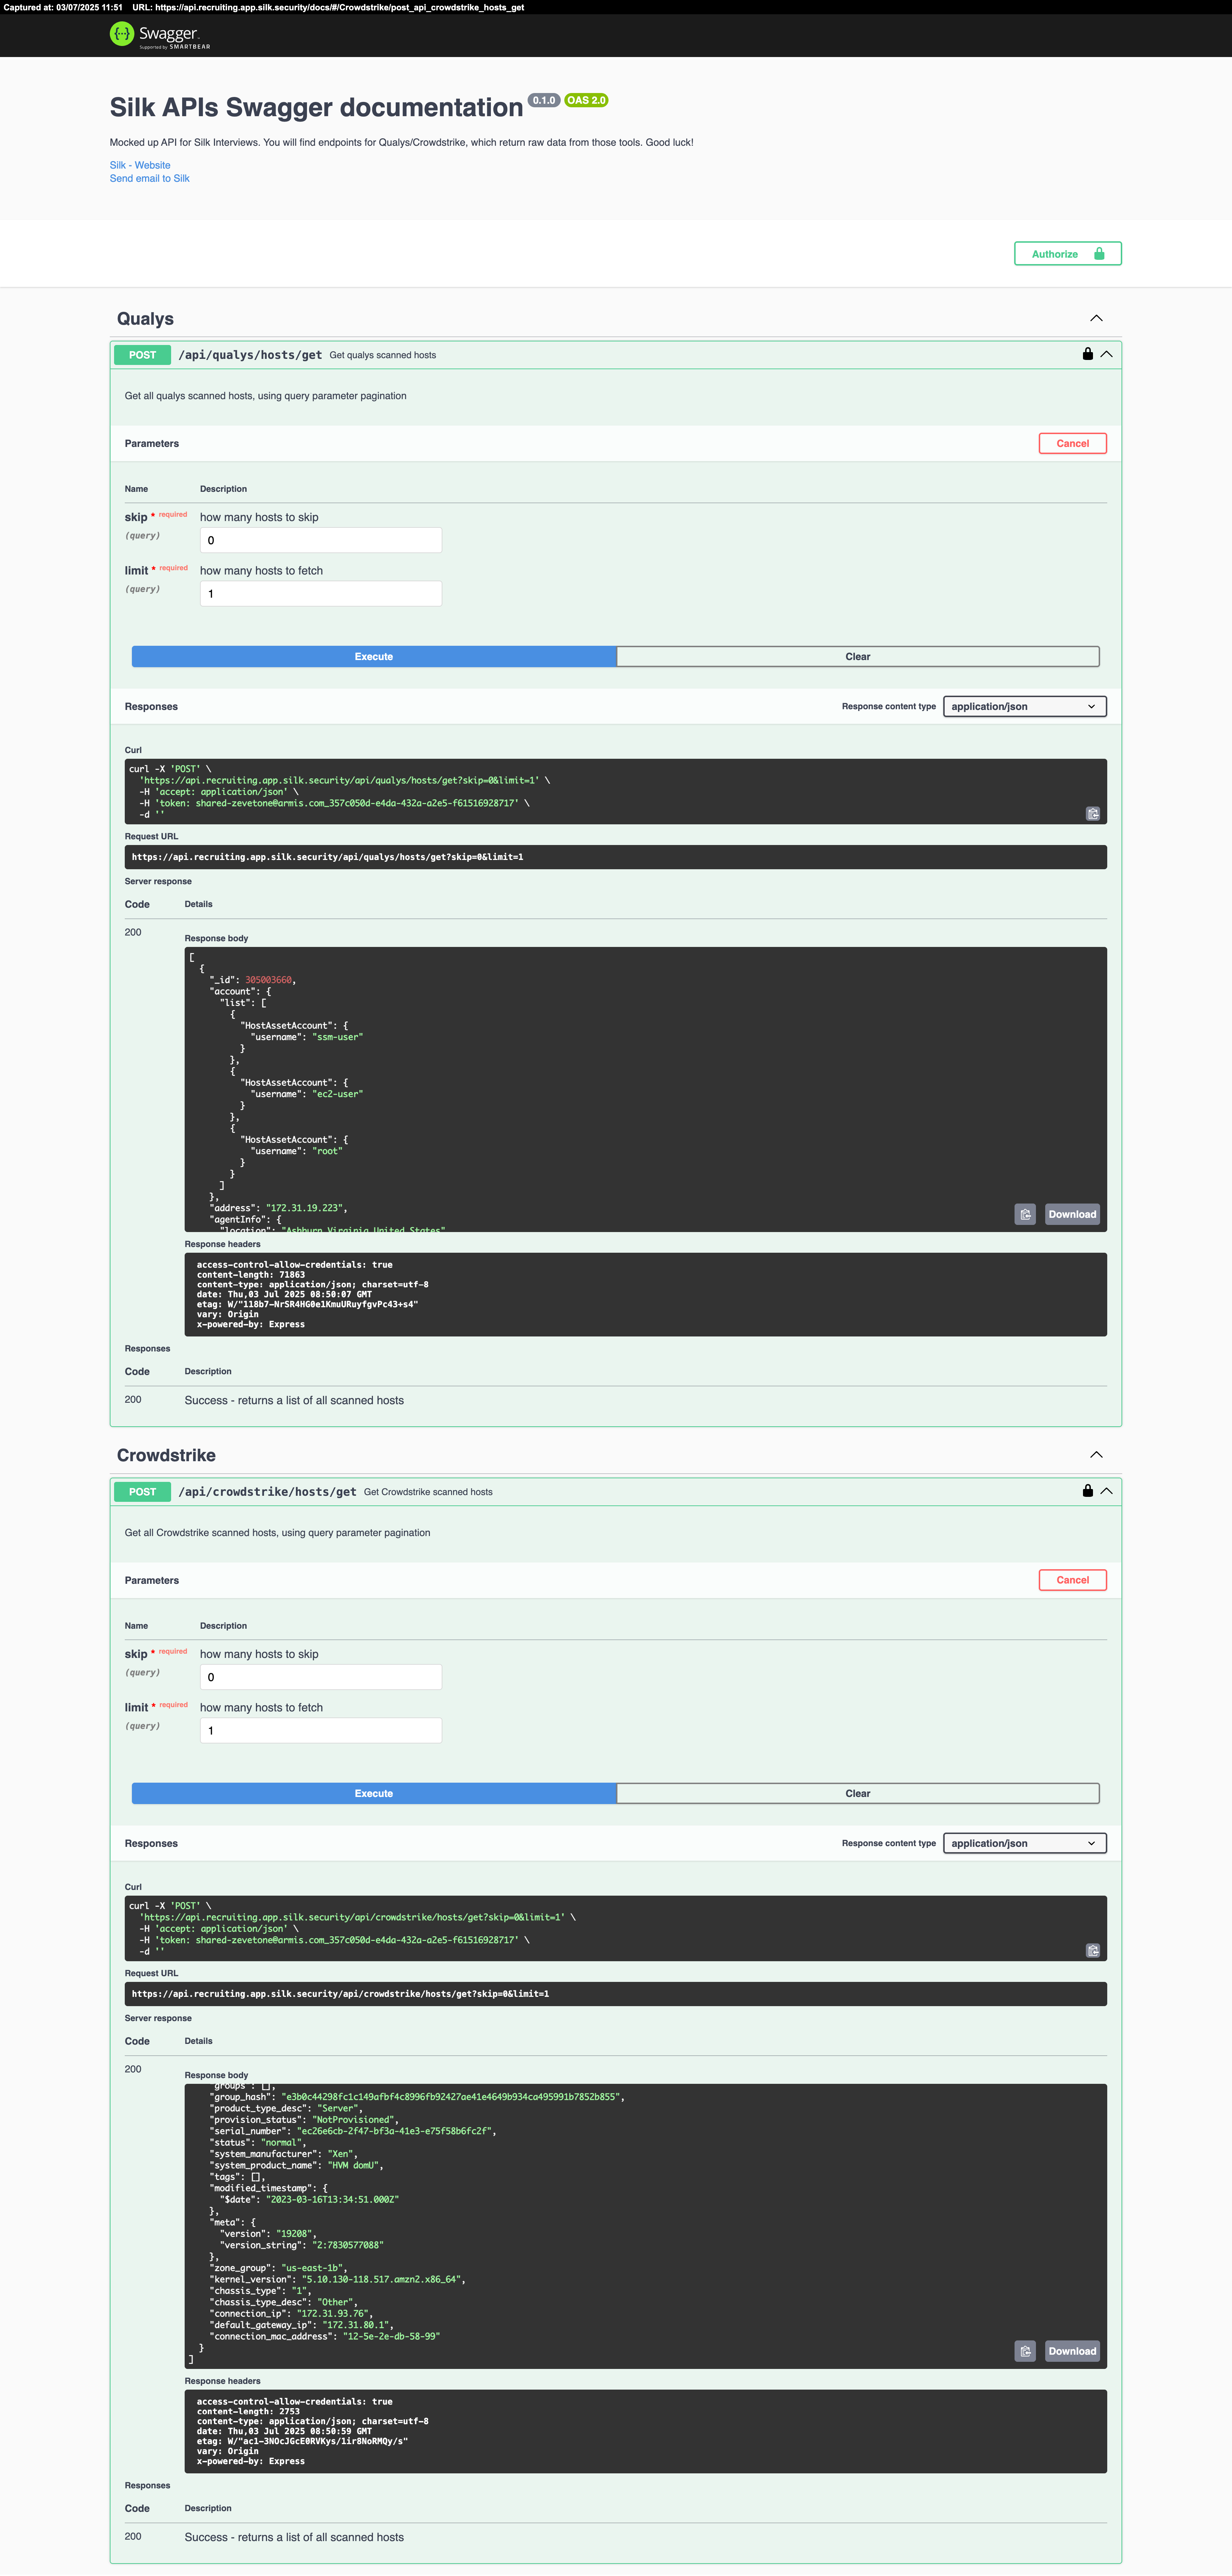 Captured at: 03/07/2025 11:51 URL: https://api.recruiting.app.silk.security/docs/#/Crowdstrike/post_api_crowdstrike_hosts_get
Swagger.
Supported by SMARTBEAR
Silk APIs Swagger documentation 0.1.0 OAS 2.0
Mocked up API for Silk Interviews. You will find endpoints for Qualys/Crowdstrike, which return raw data from those tools. Good luck!
Silk - Website
Send email to Silk
Authorize
Qualys
POST /api/qualys/hosts/get Get qualys scanned hosts
Get all qualys scanned hosts, using query parameter pagination
Parameters Cancel
Name Description
skip * required how many hosts to skip
(query) 0
limit * required how many hosts to fetch
(query) 1
Execute Clear
Responses Response content type application/json
Curl
curl -X 'POST' \
'https://api.recruiting.app.silk.security/api/qualys/hosts/get?skip=0&limit=1' \
-H 'accept: application/json' \
-H 'token: shared-zevetone@armis.com_357c050d-e4da-432a-a2e5-f61516928717' \
-d ''
Request URL
https://api.recruiting.app.silk.security/api/qualys/hosts/get?skip=0&limit=1
Server response
Code Details
200
Response body
[
{
"_id": 305003660,
"account": {
"list": [
{
"HostAssetAccount": {
"username": "ssm-user"
}
},
{
"HostAssetAccount": {
"username": "ec2-user"
}
},
{
"HostAssetAccount": {
"username": "root"
}
}
]
},
"address": "172.31.19.223",
"agentInfo": {
"location": "Ashburn,Virginia United States",
Download
Response headers
access-control-allow-credentials: true
content-length: 71863
content-type: application/json; charset=utf-8
date: Thu,03 Jul 2025 08:50:07 GMT
etag: W/"118b7-NrSR4HG0e1KmuURuyfgvPc43+s4"
vary: Origin
x-powered-by: Express
Responses
Code Description
200 Success - returns a list of all scanned hosts
Crowdstrike
POST /api/crowdstrike/hosts/get Get Crowdstrike scanned hosts
Get all Crowdstrike scanned hosts, using query parameter pagination
Parameters Cancel
Name Description
skip * required how many hosts to skip
(query) 0
limit * required how many hosts to fetch
(query) 1
Execute Clear
Responses Response content type application/json
Curl
curl -X 'POST' \
'https://api.recruiting.app.silk.security/api/crowdstrike/hosts/get?skip=0&limit=1' \
-H 'accept: application/json' \
-H 'token: shared-zevetone@armis.com_357c050d-e4da-432a-a2e5-f61516928717' \
-d ''
Request URL
https://api.recruiting.app.silk.security/api/crowdstrike/hosts/get?skip=0&limit=1
Server response
Code Details
200
Response body
"groups": [],
"group_hash": "e3b0c44298fc1c149afbf4c8996fb92427ae41e4649b934ca495991b7852b855",
"product_type_desc": "Server",
"provision_status": "NotProvisioned",
"serial_number": "ec26e6cb-2f47-bf3a-41e3-e75f58b6fc2f",
"status": "normal",
"system_manufacturer": "Xen",
"system_product_name": "HVM domU",
"tags": [],
"modified_timestamp": {
"$date": "2023-03-16T13:34:51.000Z"
},
"meta": {
"version": "19208",
"version_string": "2:7830577088"
},
"zone_group": "us-east-1b",
"kernel_version": "5.10.130-118.517.amzn2.x86_64",
"chassis_type": "1",
"chassis_type_desc": "Other",
"connection_ip": "172.31.93.76",
"default_gateway_ip": "172.31.80.1",
"connection_mac_address": "12-5e-2e-db-58-99"
}
]
Download
Response headers
access-control-allow-credentials: true
content-length: 2753
content-type: application/json; charset=utf-8
date: Thu,03 Jul 2025 08:50:59 GMT
etag: W/"ac1-3NOcJGcE0RVKys/1ir8NoRMQy/s"
vary: Origin
x-powered-by: Express
Responses
Code Description
200 Success - returns a list of all scanned hosts